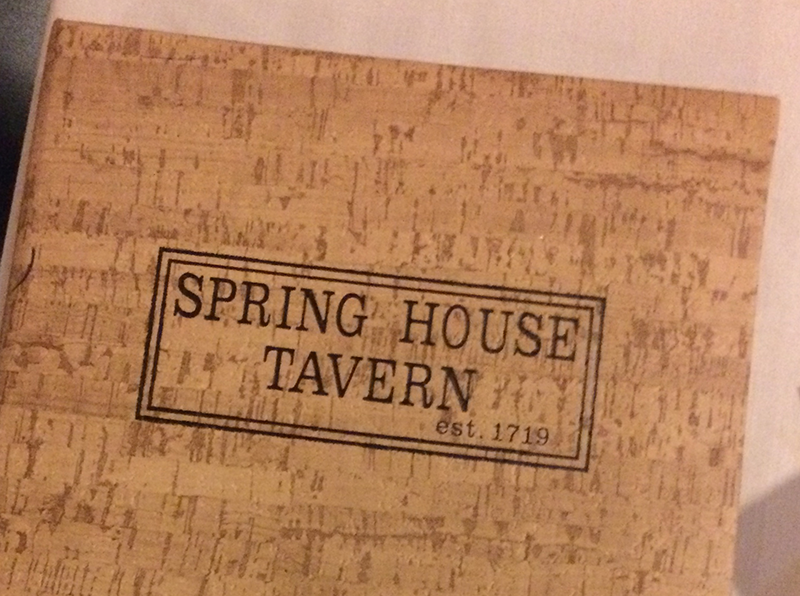 SPRING HOUSE
TAVERN
est. 1719